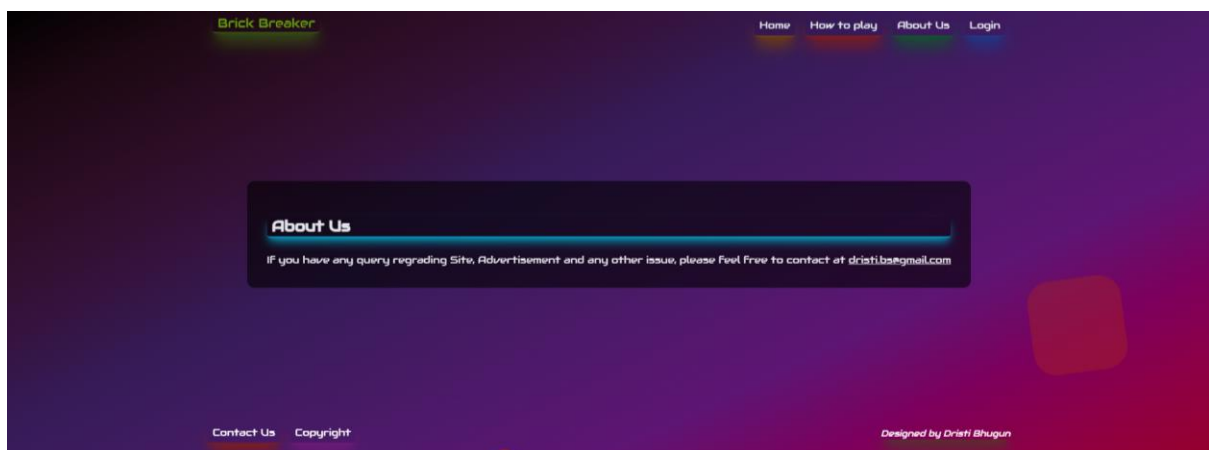 Brick Breaker
Home How to play About Us Login
About Us
If you have any query regrading Site, Advertisement and any other issue, please feel free to contact at dristi.bs@gmail.com
Contact Us Copyright
Designed by Dristi Bhugun